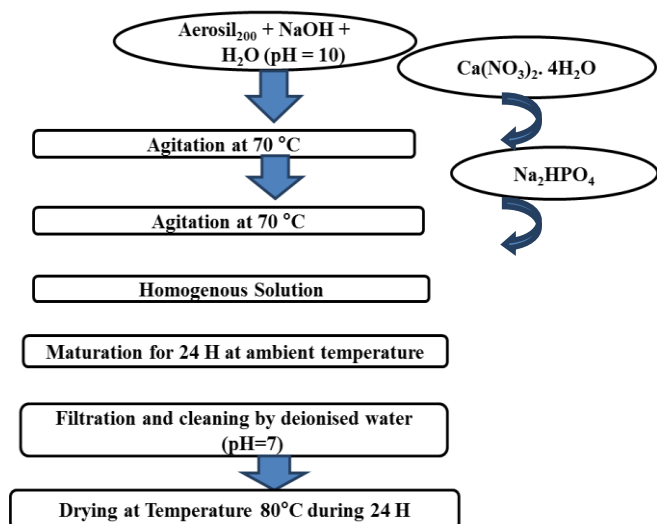 Aerosil₂₀₀ + NaOH +
H₂O (pH = 10)
Ca(NO₃)₂. 4H₂O
Agitation at 70 °C
Na₂HPO₄
Agitation at 70 °C
Homogenous Solution
Maturation for 24 H at ambient temperature
Filtration and cleaning by deionised water
(pH=7)
Drying at Temperature 80°C during 24 H